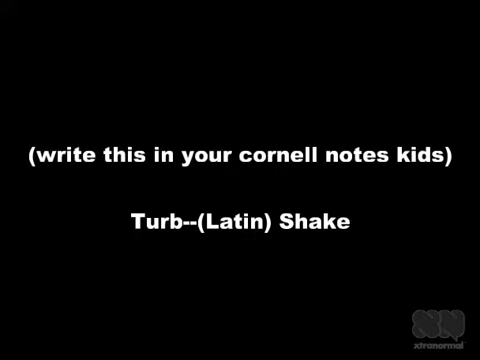 (write this in your cornell notes kids)
Turb--(Latin) Shake
xtranormal